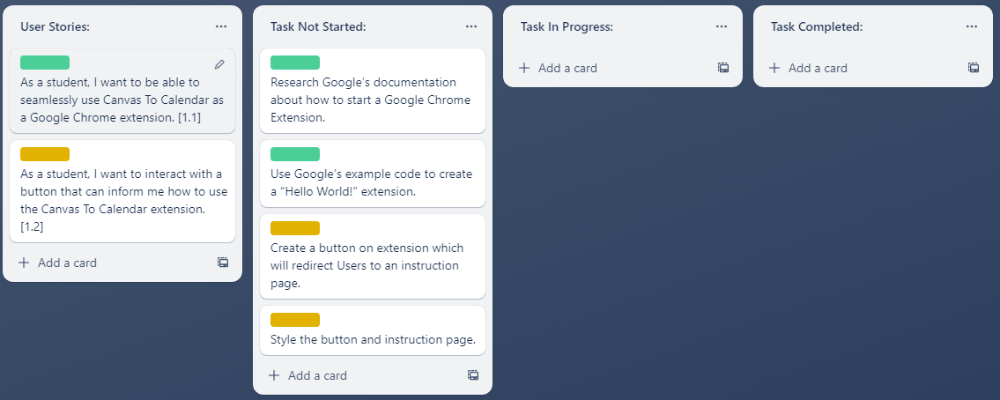 User Stories:
As a student, I want to be able to
seamlessly use Canvas To Calendar as
a Google Chrome extension. [1.1]
As a student, I want to interact with a
button that can inform me how to use
the Canvas To Calendar extension.
[1.2]
Add a card
Task Not Started:
Research Google’s documentation
about how to start a Google Chrome
Extension.
Use Google’s example code to create
a “Hello World!” extension.
Create a button on extension which
will redirect Users to an instruction
page.
Style the button and instruction page.
Add a card
Task In Progress:
Add a card
Task Completed:
Add a card